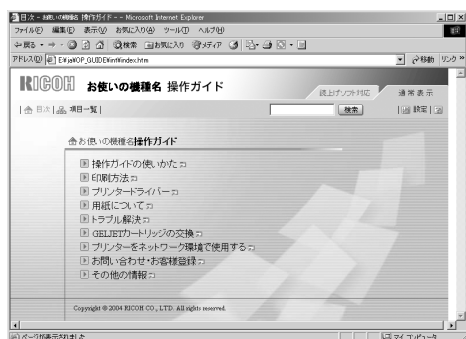 目次 - お使いの機種名 操作ガイド - - Microsoft Internet Explorer
ファイル(F) 編集(E) 表示(V) お気に入り(A) ツール(T) ヘルプ(H)
戻る 検索 お気に入り メディア
アドレス(D) E:¥ja¥OP_GUIDE¥int¥index.htm 移動 リンク »
RICOH お使いの機種名 操作ガイド 読上げソフト対応 通常表示
目次 | 項目一覧 | 検索 | 設定 |
お使いの機種名操作ガイド
操作ガイドの使いかた
印刷方法
プリンタードライバー
用紙について
トラブル解決
GELJETカートリッジの交換
プリンターをネットワーク環境で使用する
お問い合わせ・お客様登録
その他の情報
Copyright © 2004 RICOH CO., LTD. All rights reserved.
ページが表示されました マイ コンピュータ